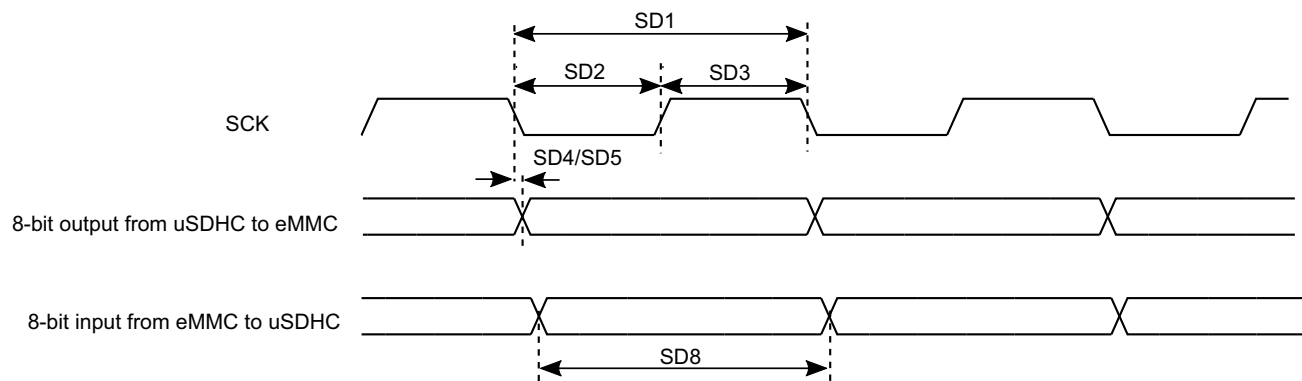 SD1
SD2
SD3
SCK
SD4/SD5
8-bit output from uSDHC to eMMC
8-bit input from eMMC to uSDHC
SD8